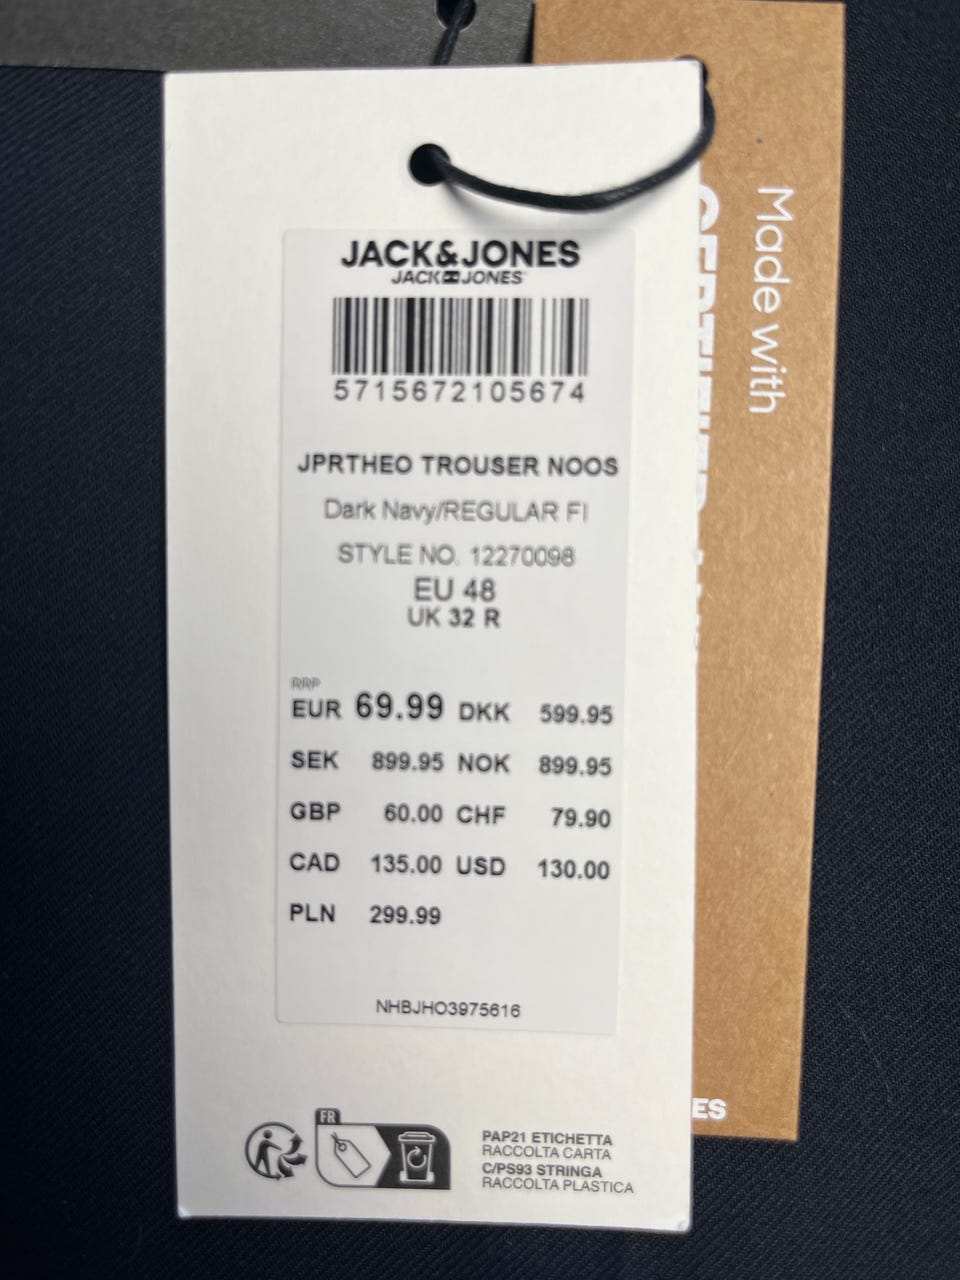 JACK&JONES
JACK JONES
5715672105674
JPRTHEO TROUSER NOOS
Dark Navy/REGULAR FI
STYLE NO. 12270098
EU 48
UK 32 R
RRP
EUR 69.99 DKK 599.95
SEK 899.95 NOK 899.95
GBP 60.00 CHF 79.90
CAD 135.00 USD 130.00
PLN 299.99
NHBJHO3975616
FR
PAP21 ETICHETTA
RACCOLTA CARTA
C/PS93 STRINGA
RACCOLTA PLASTICA
Made with
ES